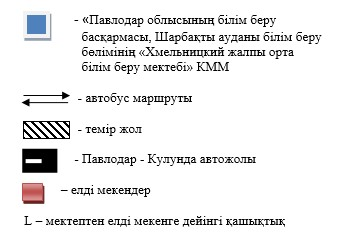 - «Павлодар облысының білім беру
басқармасы, Шарбақты ауданы білім беру
бөлімінің «Хмельницкий жалпы орта
білім беру мектебі» КММ
- автобус маршруты
- темір жол
- Павлодар - Кулунда автожолы
– елді мекендер
L – мектептен елді мекенге дейінгі қашықтық